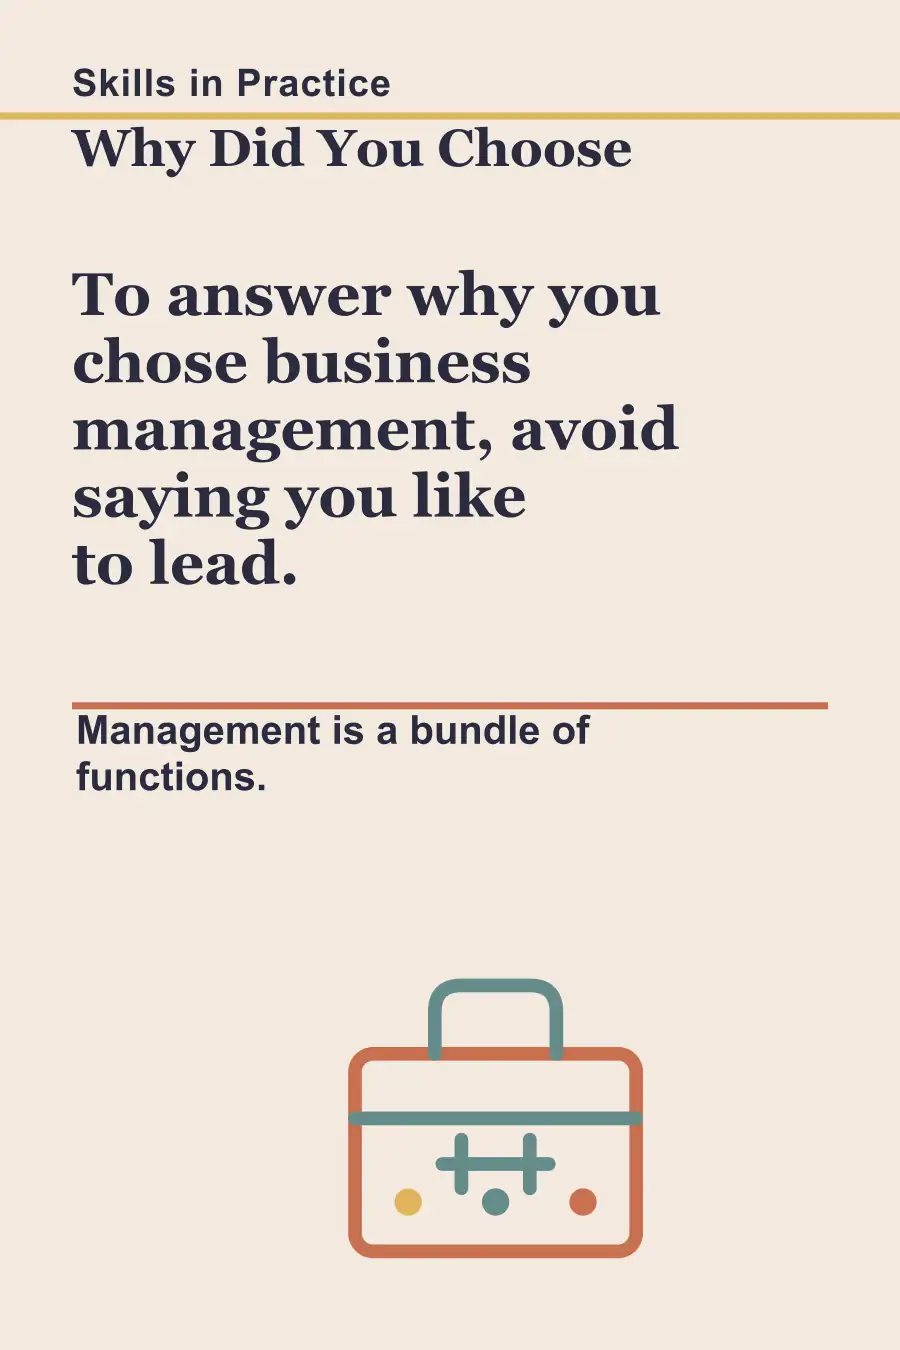 Skills in Practice
Why Did You Choose
To answer why you
chose business
management, avoid
saying you like
to lead.
Management is a bundle of
functions.